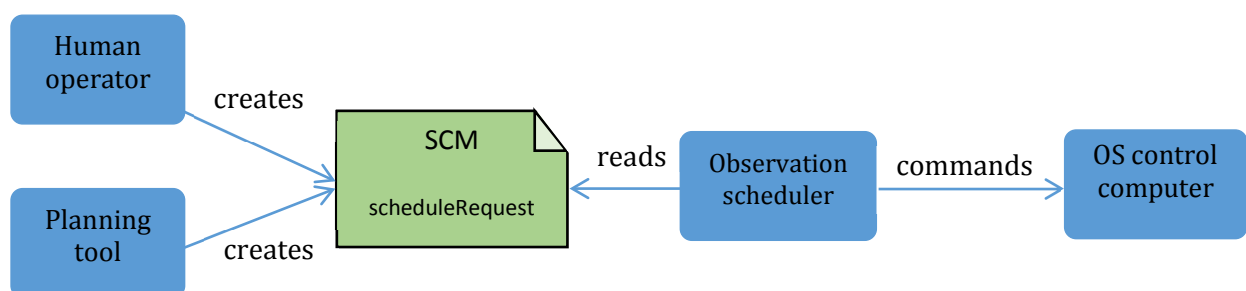 Human
operator
creates
SCM
scheduleRequest
Planning
tool
creates
reads
Observation
scheduler
commands
OS control
computer